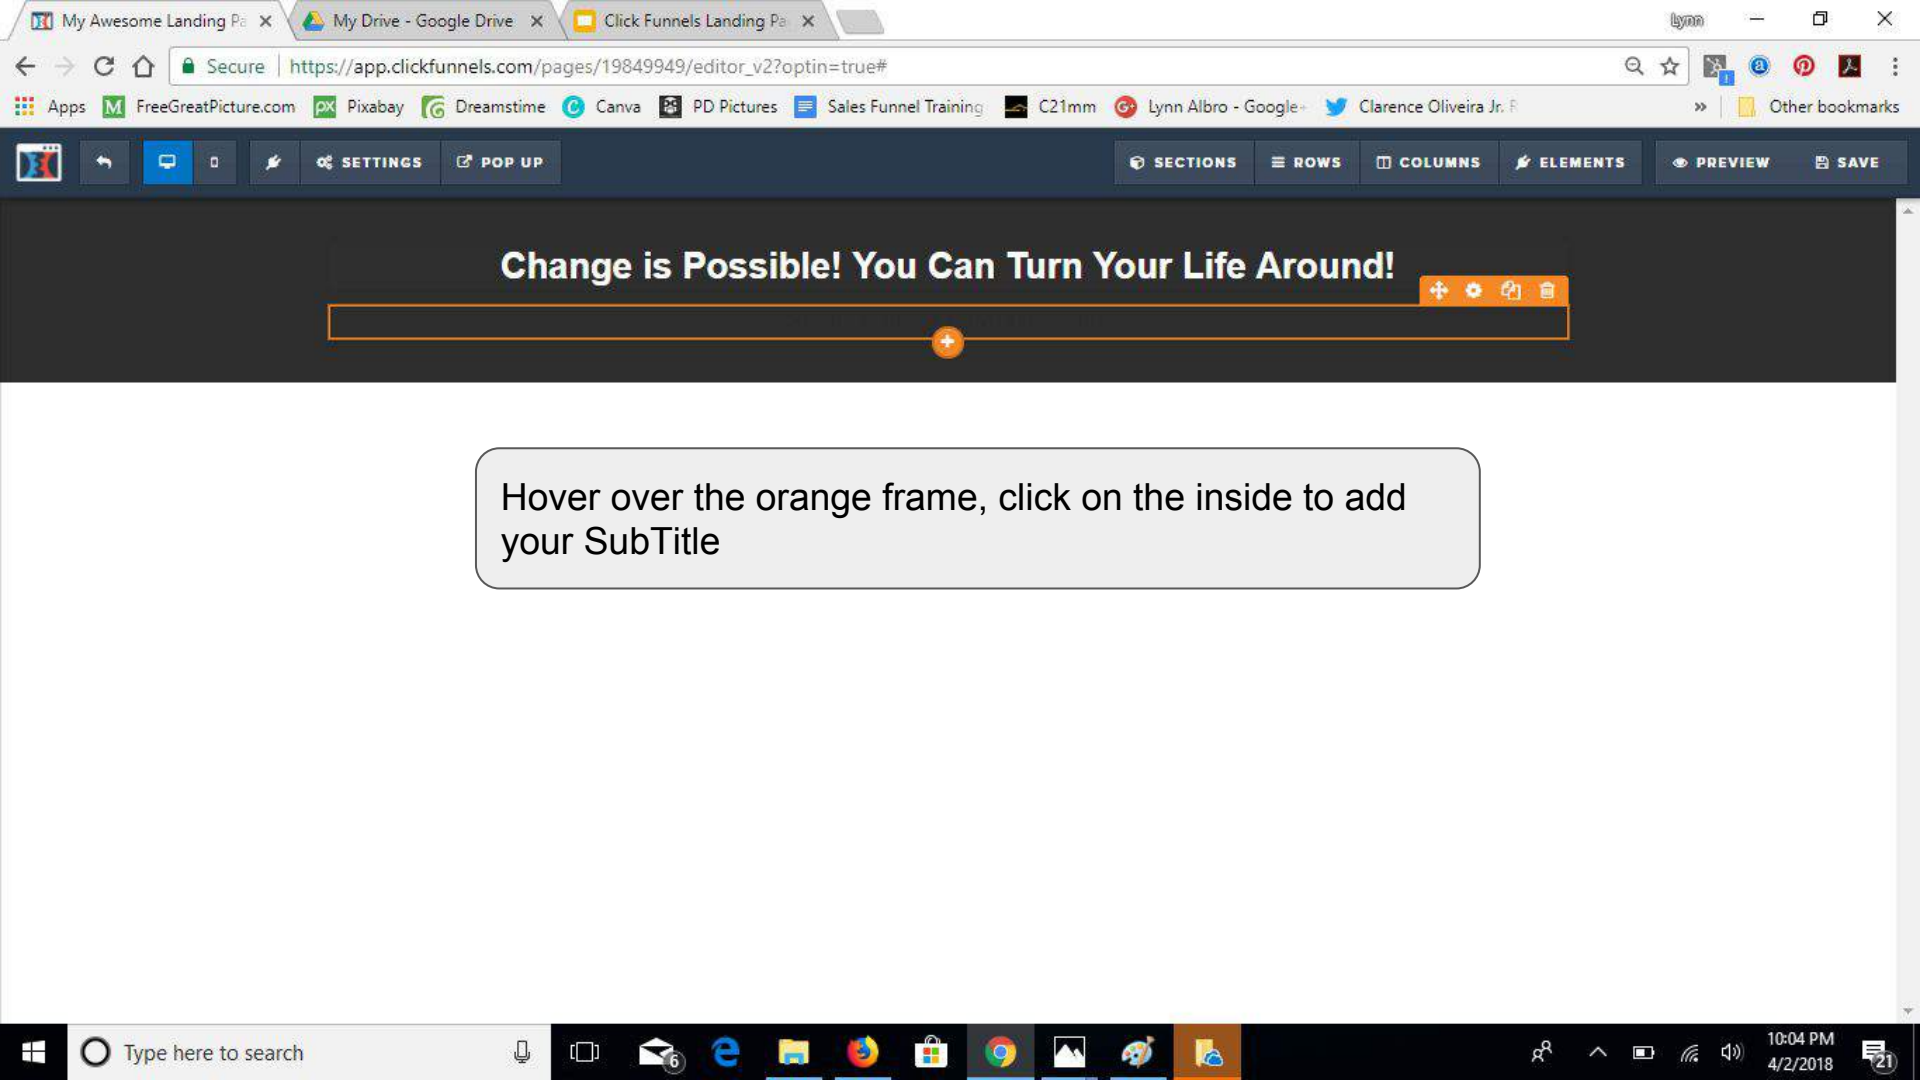 My Awesome Landing Pa
My Drive - Google Drive
Click Funnels Landing Pa
Lynn
Secure https://app.clickfunnels.com/pages/19849949/editor_v2?optin=true#
Apps FreeGreatPicture.com Pixabay Dreamstime Canva PD Pictures Sales Funnel Training C21mm Lynn Albro - Google+ Clarence Oliveira Jr. » Other bookmarks
SETTINGS POP UP SECTIONS ROWS COLUMNS ELEMENTS PREVIEW SAVE
Change is Possible! You Can Turn Your Life Around!
Hover over the orange frame, click on the inside to add
your SubTitle
Type here to search
6
10:04 PM
4/2/2018
21